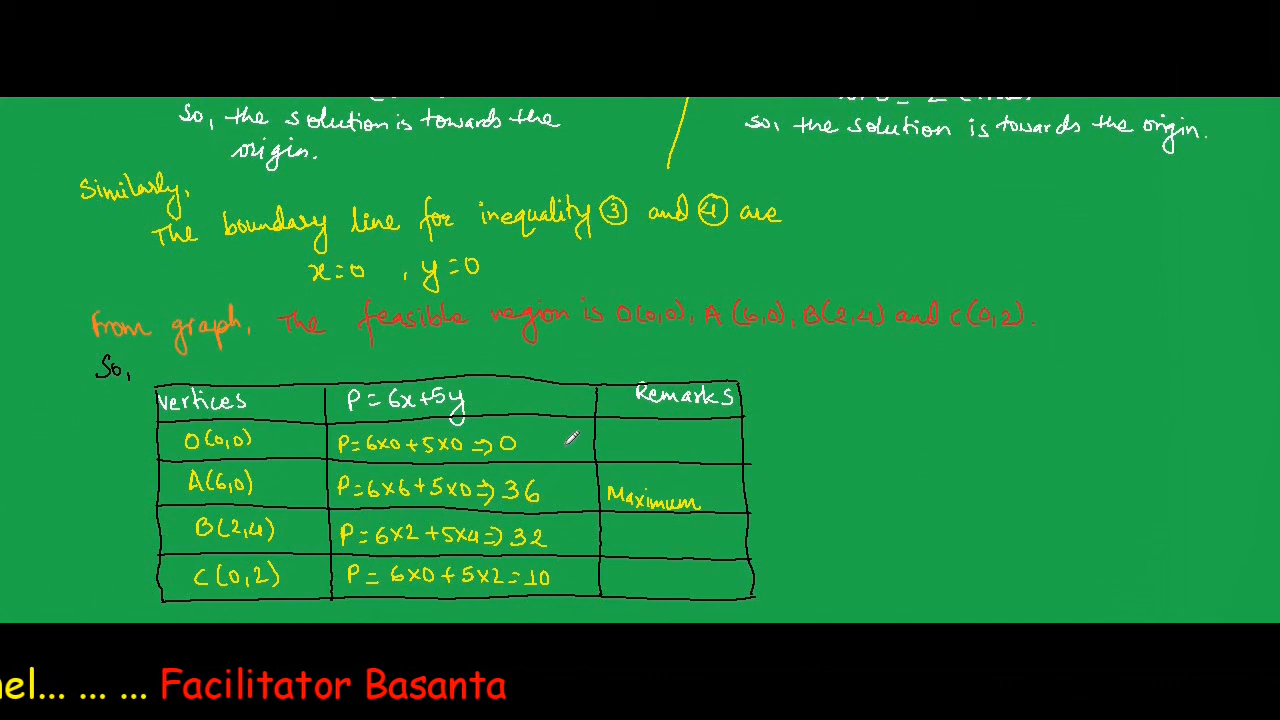 So, the solution is towards the
origin.
so, the solution is towards the origin.
Similarly,
The boundary line for inequality ③ and ④ are
x=0 , y=0
From graph, The feasible region is O(0,0), A(6,0), B(2,4) and C(0,2).
So,
Vertices P=6x+5y Remarks
O(0,0) P=6×0+5×0⇒0
A(6,0) P=6×6+5×0⇒36 Maximum
B(2,4) P=6×2+5×4⇒32
C(0,2) P=6×0+5×2=10
nel... ... ... Facilitator Basanta